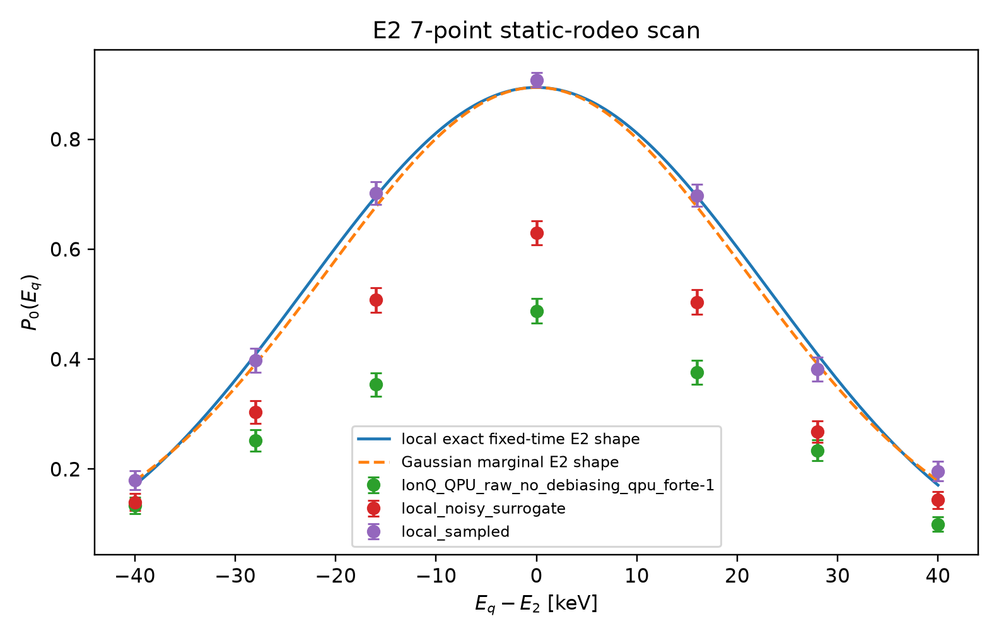 E2 7-point static-rodeo scan
P₀(E_q)
0.8
0.6
0.4
0.2
local exact fixed-time E2 shape
Gaussian marginal E2 shape
IonQ_QPU_raw_no_debiasing_qpu_forte-1
local_noisy_surrogate
local_sampled
−40 −30 −20 −10 0 10 20 30 40
E_q − E₂ [keV]